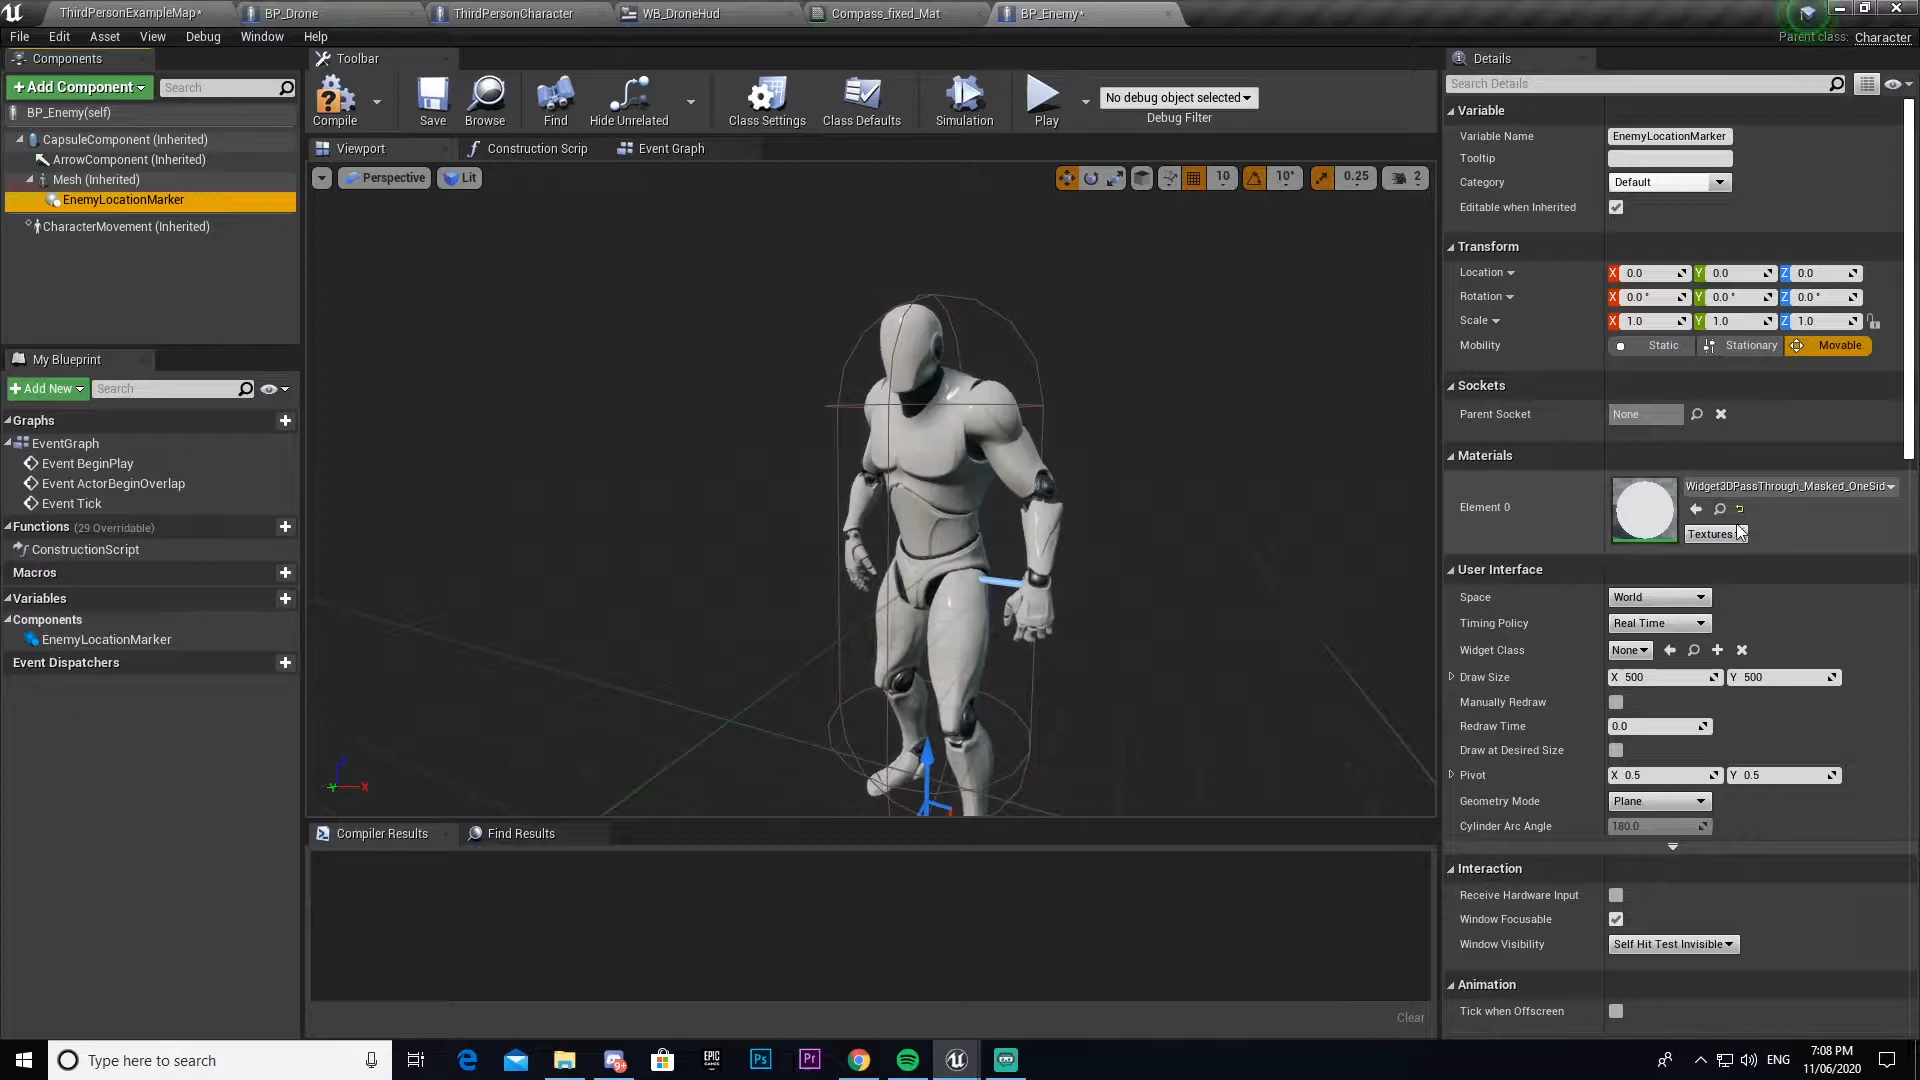 ThirdPersonExampleMap*
BP_Drone
ThirdPersonCharacter
WB_DroneHud
Compass_fixed_Mat
BP_Enemy*
File Edit Asset View Debug Window Help
Parent class: Character
Components
+Add Component
Search
BP_Enemy(self)
CapsuleComponent (Inherited)
ArrowComponent (Inherited)
Mesh (Inherited)
EnemyLocationMarker
CharacterMovement (Inherited)
My Blueprint
+Add New
Search
Graphs
EventGraph
Event BeginPlay
Event ActorBeginOverlap
Event Tick
Functions (29 Overridable)
ConstructionScript
Macros
Variables
Components
EnemyLocationMarker
Event Dispatchers
Toolbar
Compile
Save
Browse
Find
Hide Unrelated
Class Settings
Class Defaults
Simulation
Play
No debug object selected
Debug Filter
Viewport
Construction Scrip
Event Graph
Perspective
Lit
10
10°
0.25
2
X
Compiler Results
Find Results
Clear
Details
Search Details
Variable
Variable Name EnemyLocationMarker
Tooltip
Category Default
Editable when Inherited
Transform
Location X 0.0 Y 0.0 Z 0.0
Rotation X 0.0 ° Y 0.0 ° Z 0.0 °
Scale X 1.0 Y 1.0 Z 1.0
Mobility Static Stationary Movable
Sockets
Parent Socket None
Materials
Element 0
Widget3DPassThrough_Masked_OneSid
Textures
User Interface
Space World
Timing Policy Real Time
Widget Class None
Draw Size X 500 Y 500
Manually Redraw
Redraw Time 0.0
Draw at Desired Size
Pivot X 0.5 Y 0.5
Geometry Mode Plane
Cylinder Arc Angle 180.0
Interaction
Receive Hardware Input
Window Focusable
Window Visibility Self Hit Test Invisible
Animation
Tick when Offscreen
Type here to search
9+
EPIC
GAMES
Ps
Pr
ENG
7:08 PM
11/06/2020